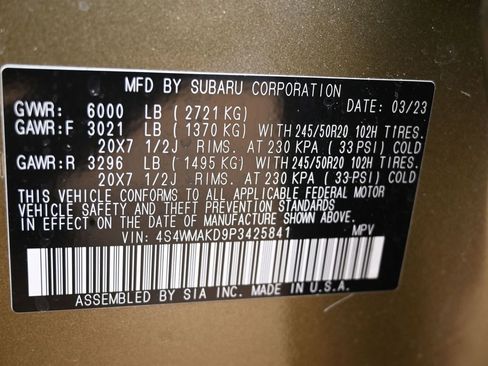 MFD BY SUBARU CORPORATION
GVWR: 6000 LB ( 2721 KG) DATE: 03/23
GAWR:F 3021 LB ( 1370 KG) WITH 245/50R20 102H TIRES.
20X7 1/2J RIMS. AT 230 KPA ( 33 PSI) COLD
GAWR:R 3296 LB ( 1495 KG) WITH 245/50R20 102H TIRES.
20X7 1/2J RIMS. AT 230 KPA ( 33 PSI) COLD
THIS VEHICLE CONFORMS TO ALL APPLICABLE FEDERAL MOTOR
VEHICLE SAFETY AND THEFT PREVENTION STANDARDS
IN EFFECT ON THE DATE OF MANUFACTURE SHOWN ABOVE.
VIN: 4S4WMAKD9P3425841 MPV
ASSEMBLED BY SIA INC. MADE IN U.S.A.